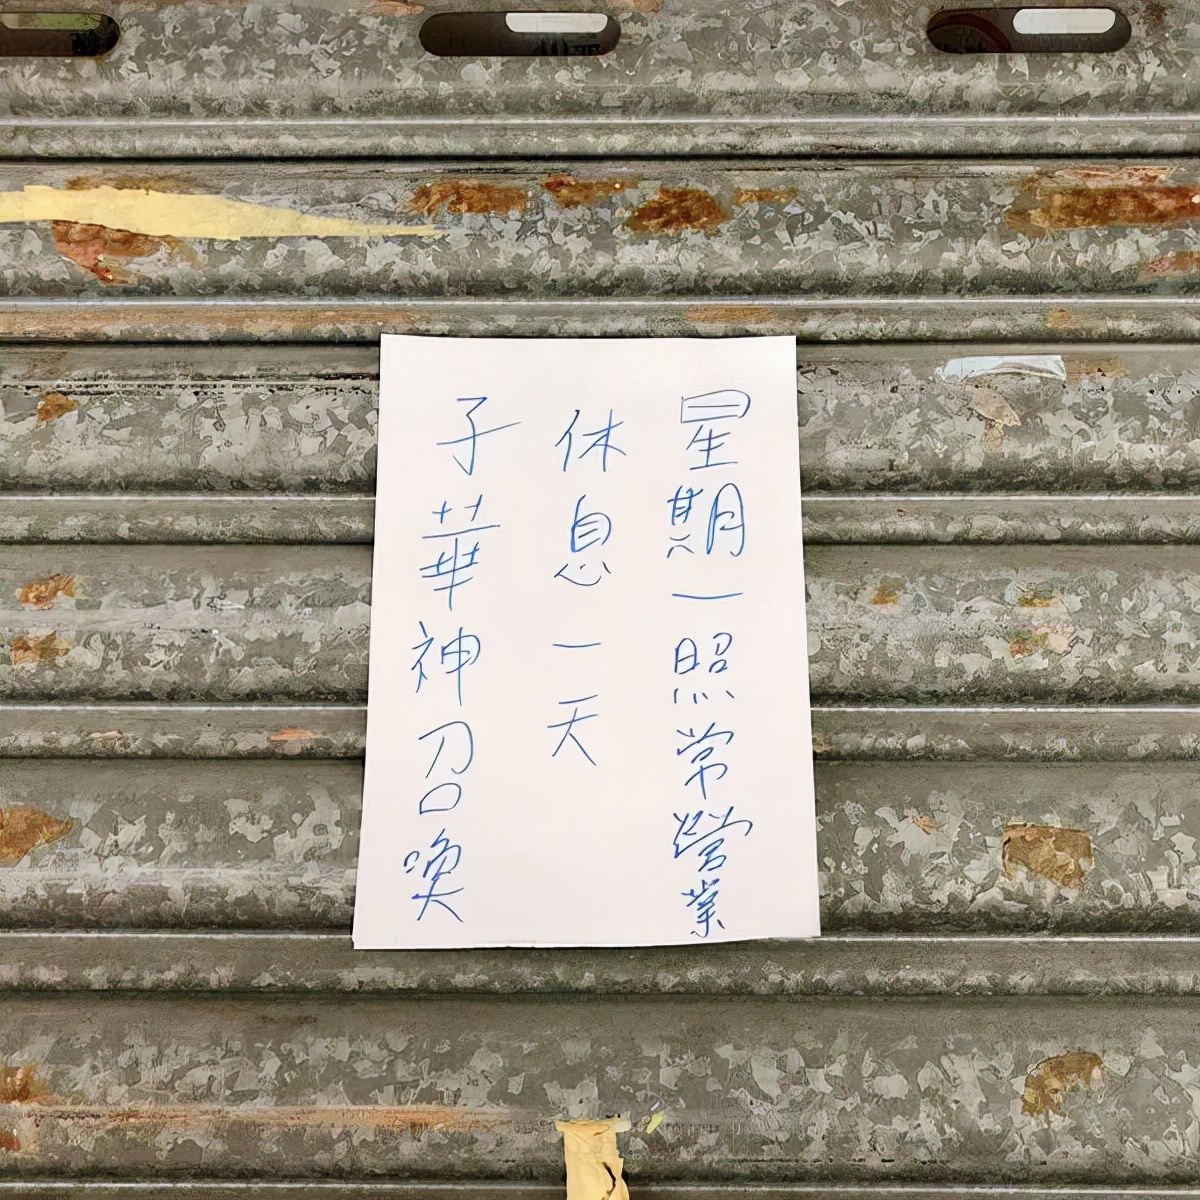 子華神召喚
休息一天
星期一照常營業